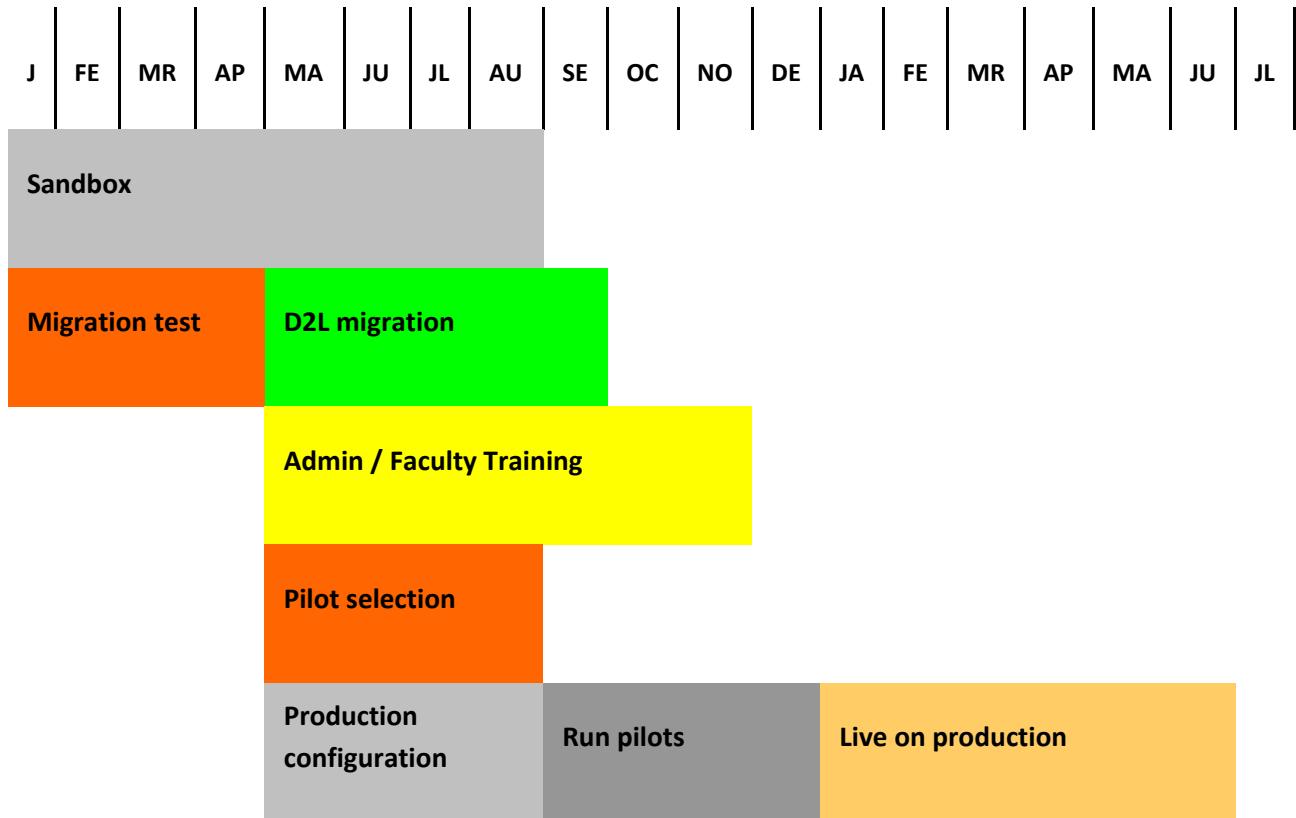 J FE MR AP MA JU JL AU SE OC NO DE JA FE MR AP MA JU JL
Sandbox
Migration test D2L migration
Admin / Faculty Training
Pilot selection
Production
configuration
Run pilots
Live on production